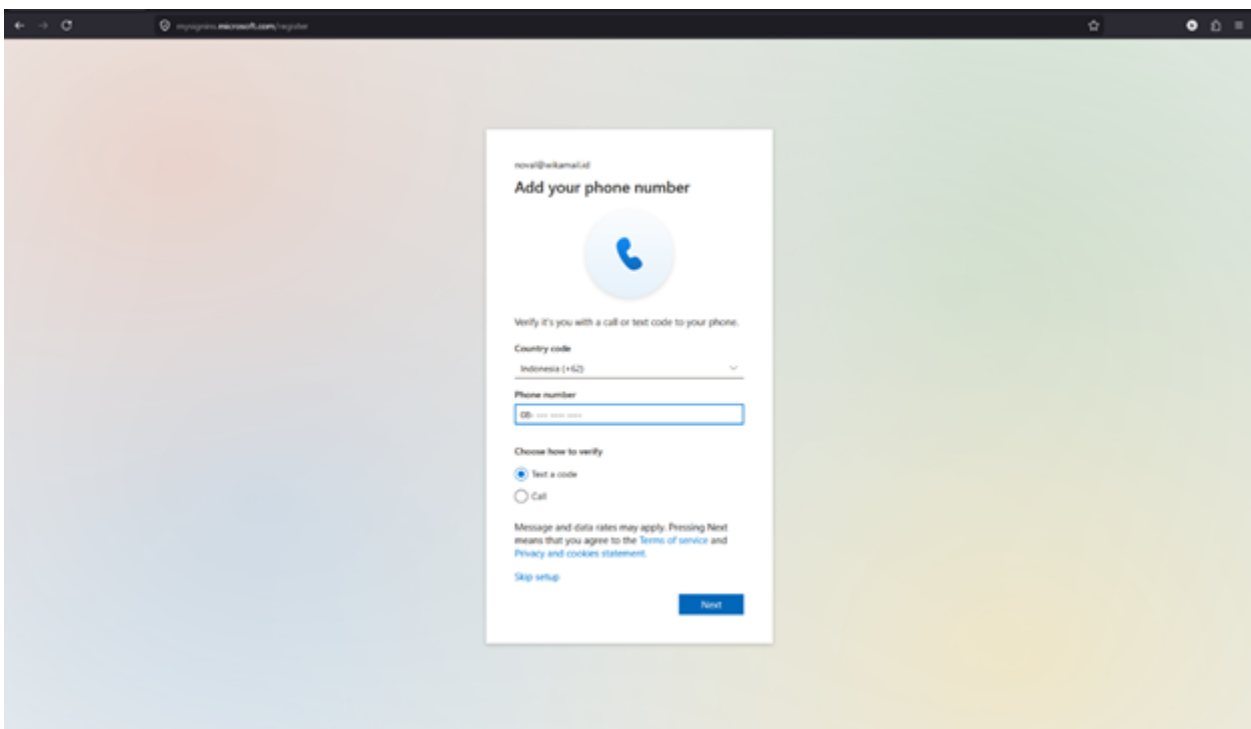 mysignins.microsoft.com/register
noval@wikamail.id
Add your phone number
Verify it's you with a call or text code to your phone.
Country code
Indonesia (+62)
Phone number
08- --- ---- ----
Choose how to verify
Text a code
Call
Message and data rates may apply. Pressing Next
means that you agree to the Terms of service and
Privacy and cookies statement.
Skip setup
Next